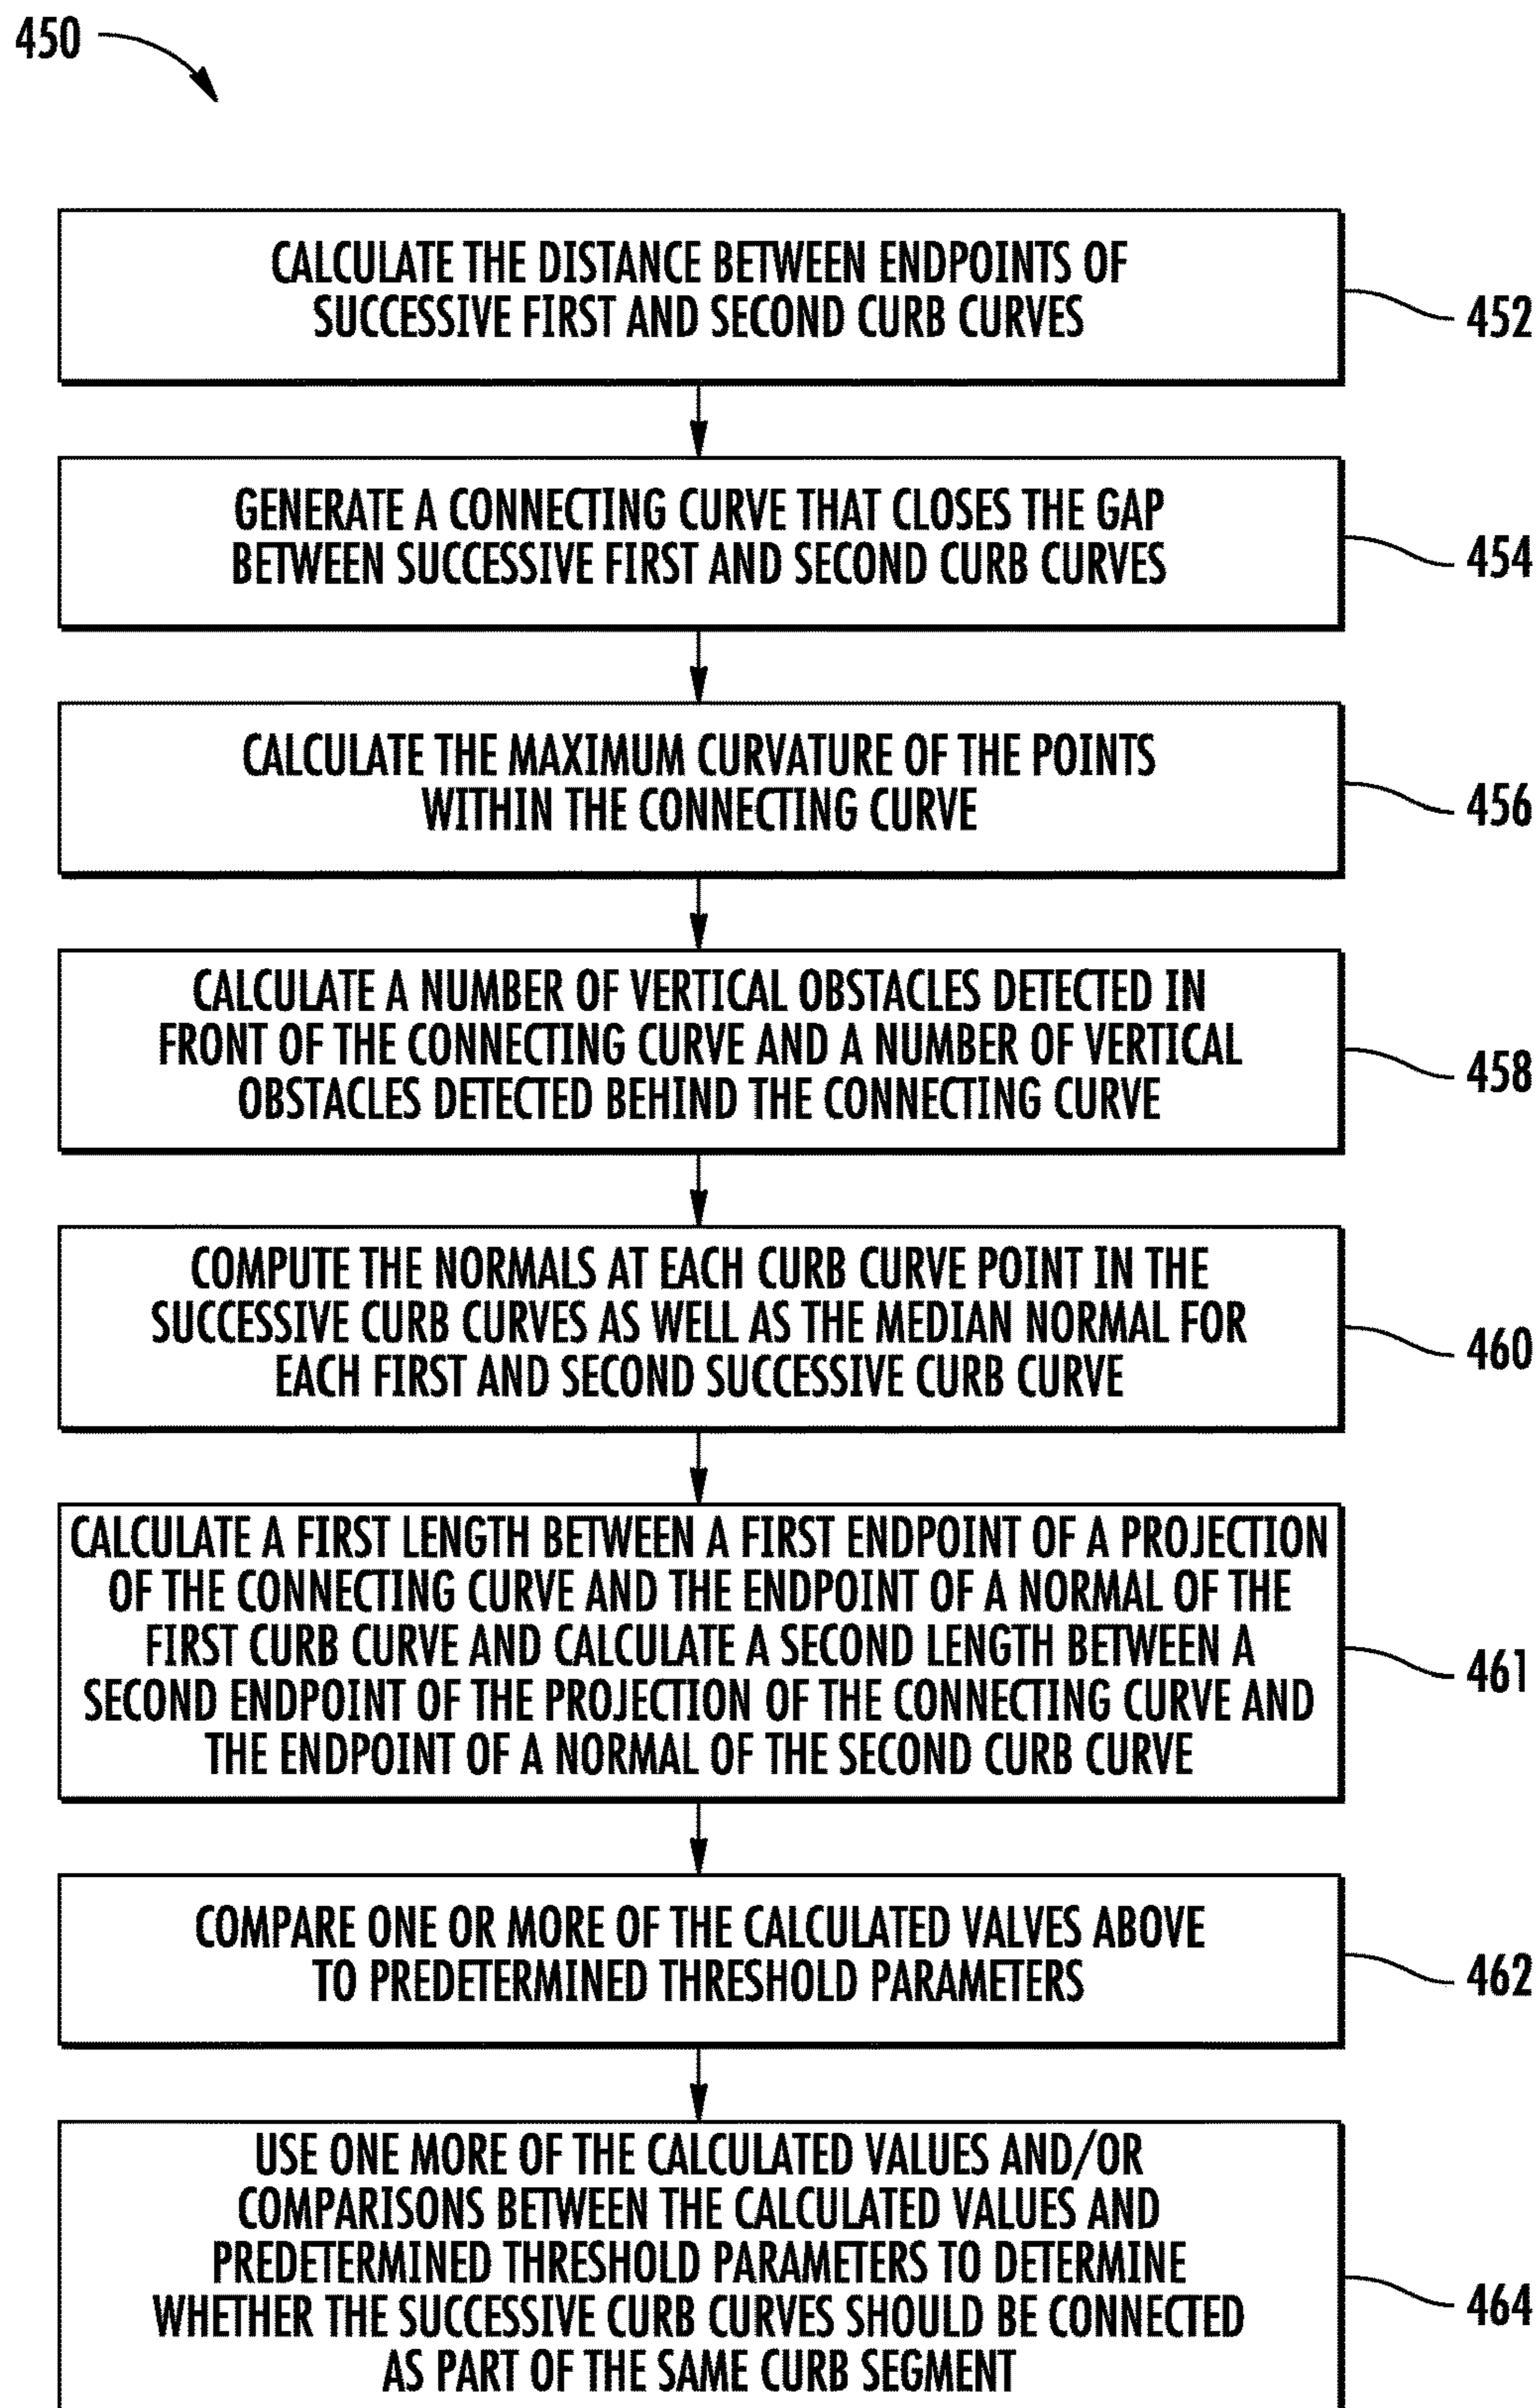 450
CALCULATE THE DISTANCE BETWEEN ENDPOINTS OF
SUCCESSIVE FIRST AND SECOND CURB CURVES
452
GENERATE A CONNECTING CURVE THAT CLOSES THE GAP
BETWEEN SUCCESSIVE FIRST AND SECOND CURB CURVES
454
CALCULATE THE MAXIMUM CURVATURE OF THE POINTS
WITHIN THE CONNECTING CURVE
456
CALCULATE A NUMBER OF VERTICAL OBSTACLES DETECTED IN
FRONT OF THE CONNECTING CURVE AND A NUMBER OF VERTICAL
OBSTACLES DETECTED BEHIND THE CONNECTING CURVE
458
COMPUTE THE NORMALS AT EACH CURB CURVE POINT IN THE
SUCCESSIVE CURB CURVES AS WELL AS THE MEDIAN NORMAL FOR
EACH FIRST AND SECOND SUCCESSIVE CURB CURVE
460
CALCULATE A FIRST LENGTH BETWEEN A FIRST ENDPOINT OF A PROJECTION
OF THE CONNECTING CURVE AND THE ENDPOINT OF A NORMAL OF THE
FIRST CURB CURVE AND CALCULATE A SECOND LENGTH BETWEEN A
SECOND ENDPOINT OF THE PROJECTION OF THE CONNECTING CURVE AND
THE ENDPOINT OF A NORMAL OF THE SECOND CURB CURVE
461
COMPARE ONE OR MORE OF THE CALCULATED VALVES ABOVE
TO PREDETERMINED THRESHOLD PARAMETERS
462
USE ONE MORE OF THE CALCULATED VALUES AND/OR
COMPARISONS BETWEEN THE CALCULATED VALUES AND
PREDETERMINED THRESHOLD PARAMETERS TO DETERMINE
WHETHER THE SUCCESSIVE CURB CURVES SHOULD BE CONNECTED
AS PART OF THE SAME CURB SEGMENT
464